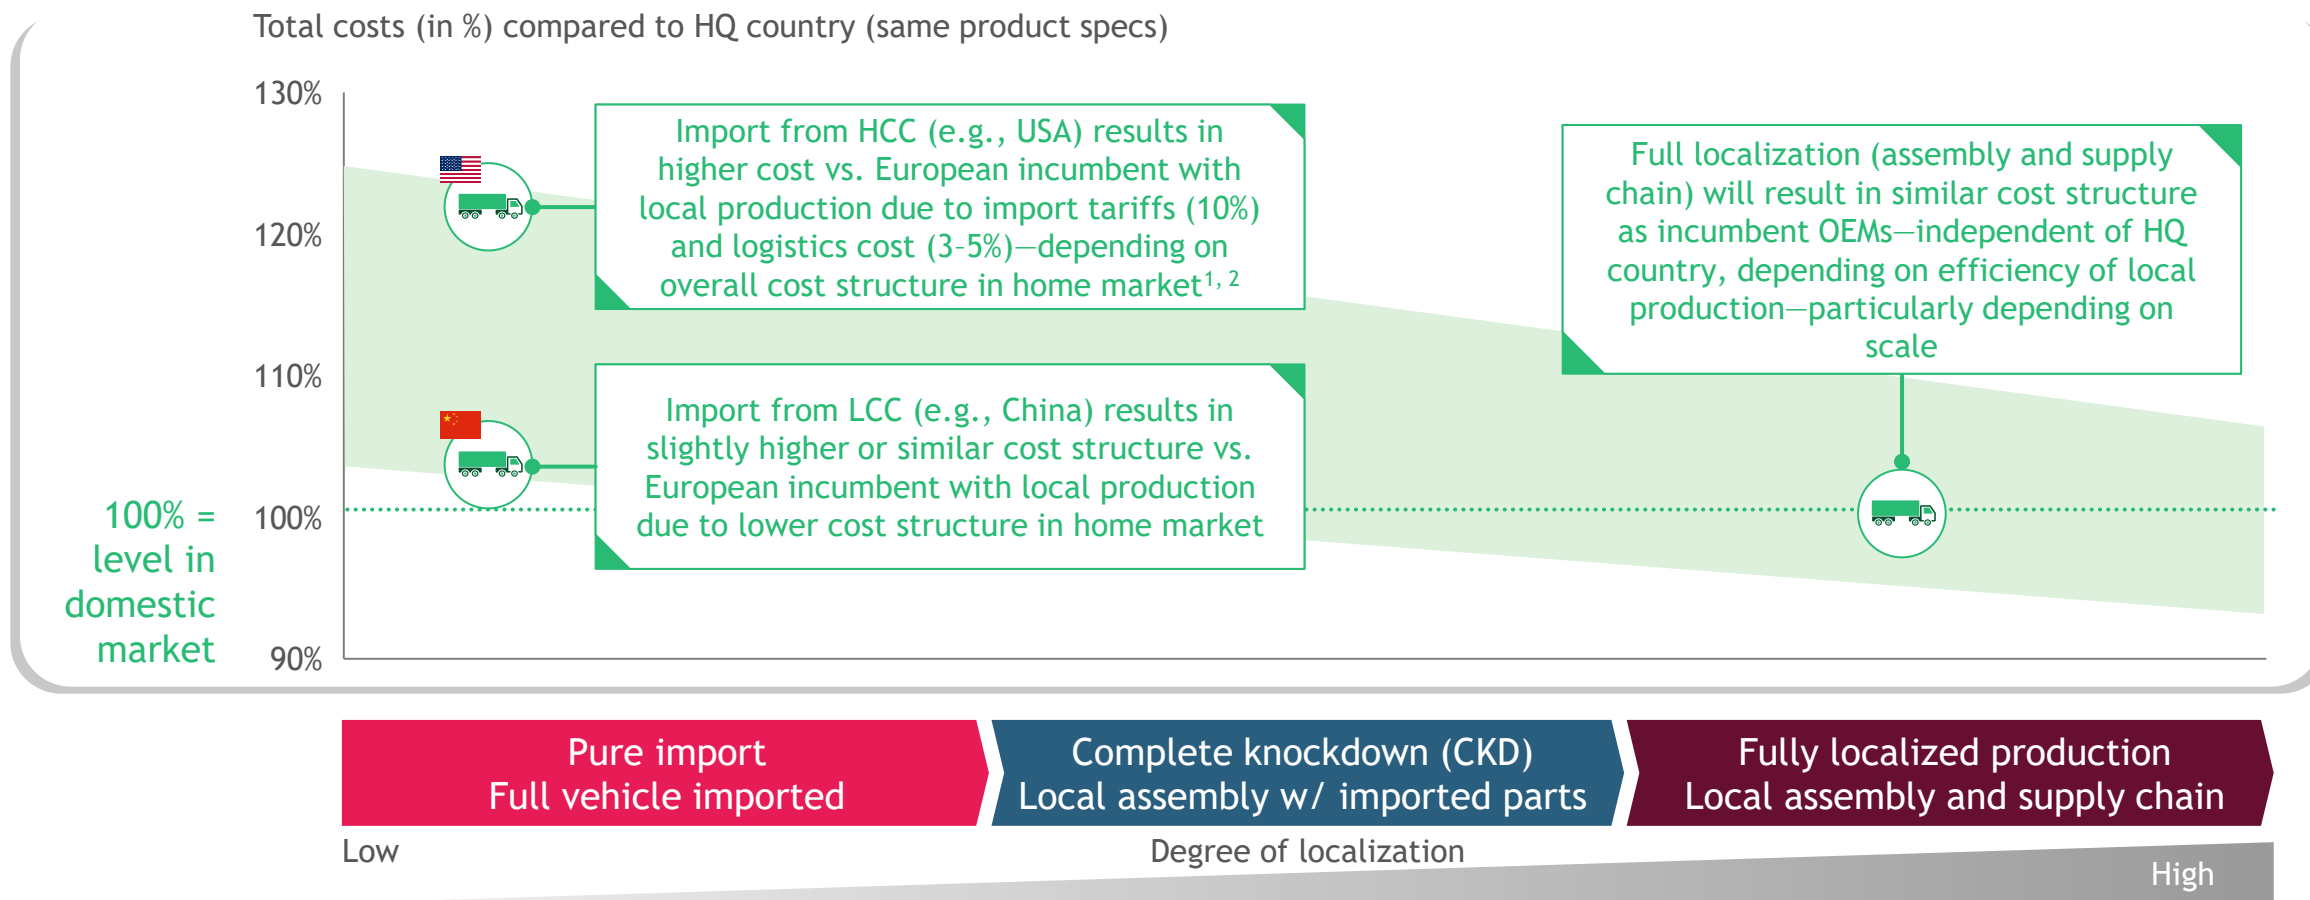 Total costs (in %) compared to HQ country (same product specs)
130%
120%
110%
100%
90%
100% =
level in
domestic
market
Import from HCC (e.g., USA) results in
higher cost vs. European incumbent with
local production due to import tariffs (10%)
and logistics cost (3–5%)—depending on
overall cost structure in home market1, 2
Import from LCC (e.g., China) results in
slightly higher or similar cost structure vs.
European incumbent with local production
due to lower cost structure in home market
Full localization (assembly and supply
chain) will result in similar cost structure
as incumbent OEMs—independent of HQ
country, depending on efficiency of local
production—particularly depending on
scale
Pure import
Full vehicle imported
Complete knockdown (CKD)
Local assembly w/ imported parts
Fully localized production
Local assembly and supply chain
Low
Degree of localization
High